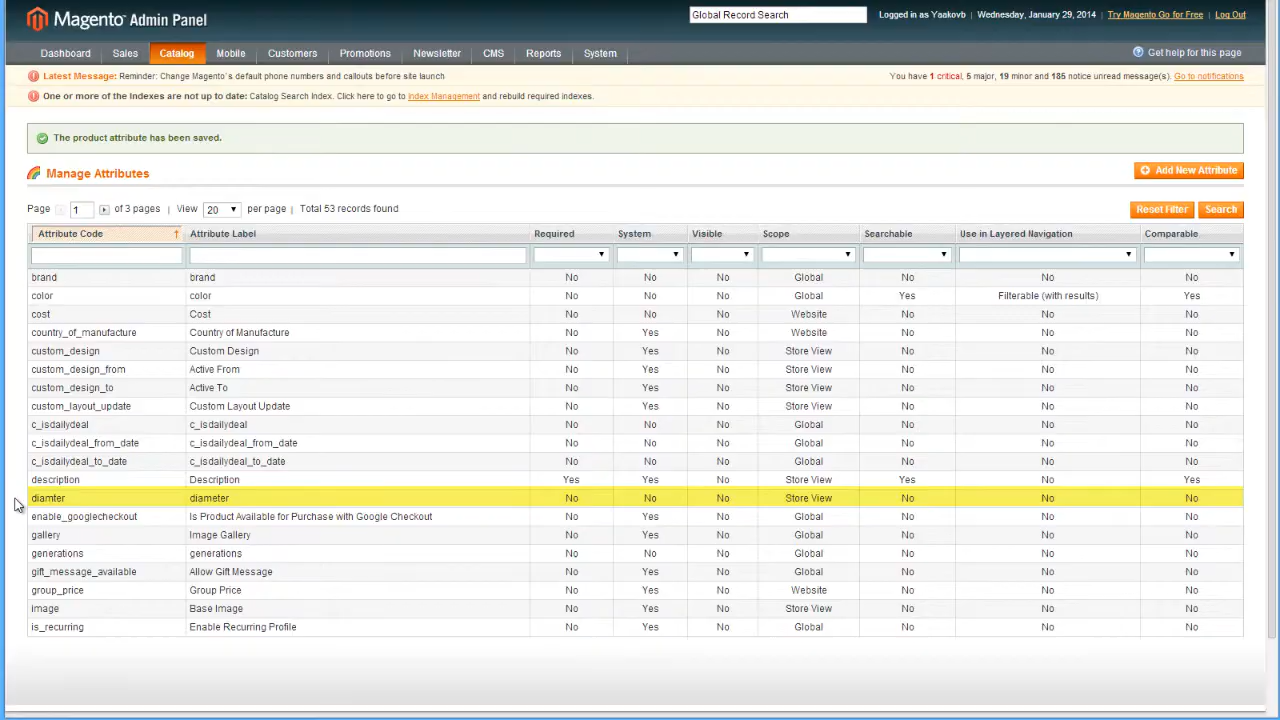 Magento Admin Panel
Global Record Search
Logged in as Yaakovb | Wednesday, January 29, 2014 | Try Magento Go for Free | Log Out
Dashboard Sales Catalog Mobile Customers Promotions Newsletter CMS Reports System
Get help for this page
Latest Message: Reminder: Change Magento`s default phone numbers and callouts before site launch
You have 1 critical, 5 major, 19 minor and 185 notice unread message(s). Go to notifications
One or more of the Indexes are not up to date: Catalog Search Index. Click here to go to Index Management and rebuild required indexes.
The product attribute has been saved.
Manage Attributes
Add New Attribute
Page 1 of 3 pages | View 20 per page | Total 53 records found
Reset Filter Search
Attribute Code Attribute Label Required System Visible Scope Searchable Use in Layered Navigation Comparable
brand brand No No No Global No No No
color color No No No Global Yes Filterable (with results) Yes
cost Cost No No No Website No No No
country_of_manufacture Country of Manufacture No Yes No Website No No No
custom_design Custom Design No Yes No Store View No No No
custom_design_from Active From No Yes No Store View No No No
custom_design_to Active To No Yes No Store View No No No
custom_layout_update Custom Layout Update No Yes No Store View No No No
c_isdailydeal c_isdailydeal No No No Global No No No
c_isdailydeal_from_date c_isdailydeal_from_date No No No Global No No No
c_isdailydeal_to_date c_isdailydeal_to_date No No No Global No No No
description Description Yes Yes No Store View Yes No Yes
diamter diameter No No No Store View No No No
enable_googlecheckout Is Product Available for Purchase with Google Checkout No Yes No Global No No No
gallery Image Gallery No Yes No Global No No No
generations generations No No No Global No No No
gift_message_available Allow Gift Message No Yes No Global No No No
group_price Group Price No Yes No Website No No No
image Base Image No Yes No Store View No No No
is_recurring Enable Recurring Profile No Yes No Global No No No